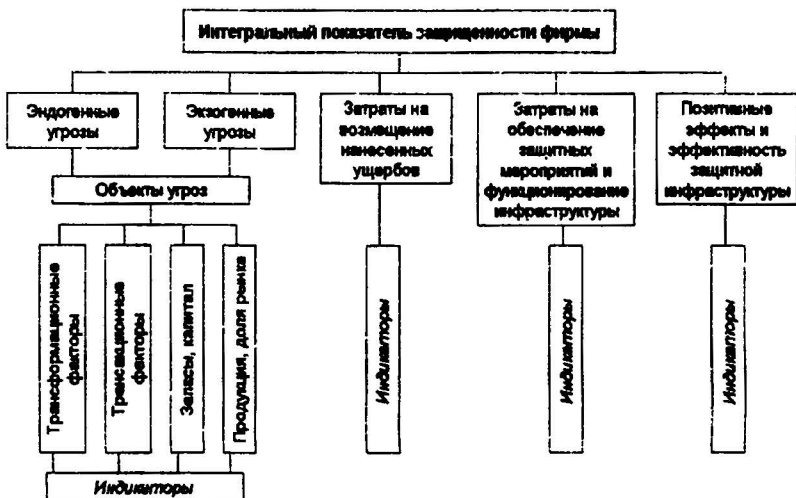 Интегральный показатель защищенности фирмы
Эндогенные
угрозы
Экзогенные
угрозы
Затраты на
возмещение
нанесенных
ущербов
Затраты на
обеспечение
защитных
мероприятий и
функционирование
инфраструктуры
Позитивные
эффекты и
эффективность
защитной
инфраструктуры
Объекты угроз
Трансформационные
факторы
Трансакционные
факторы
Запасы, капитал
Продукция, доля рынка
Индикаторы
Индикаторы
Индикаторы
Индикаторы